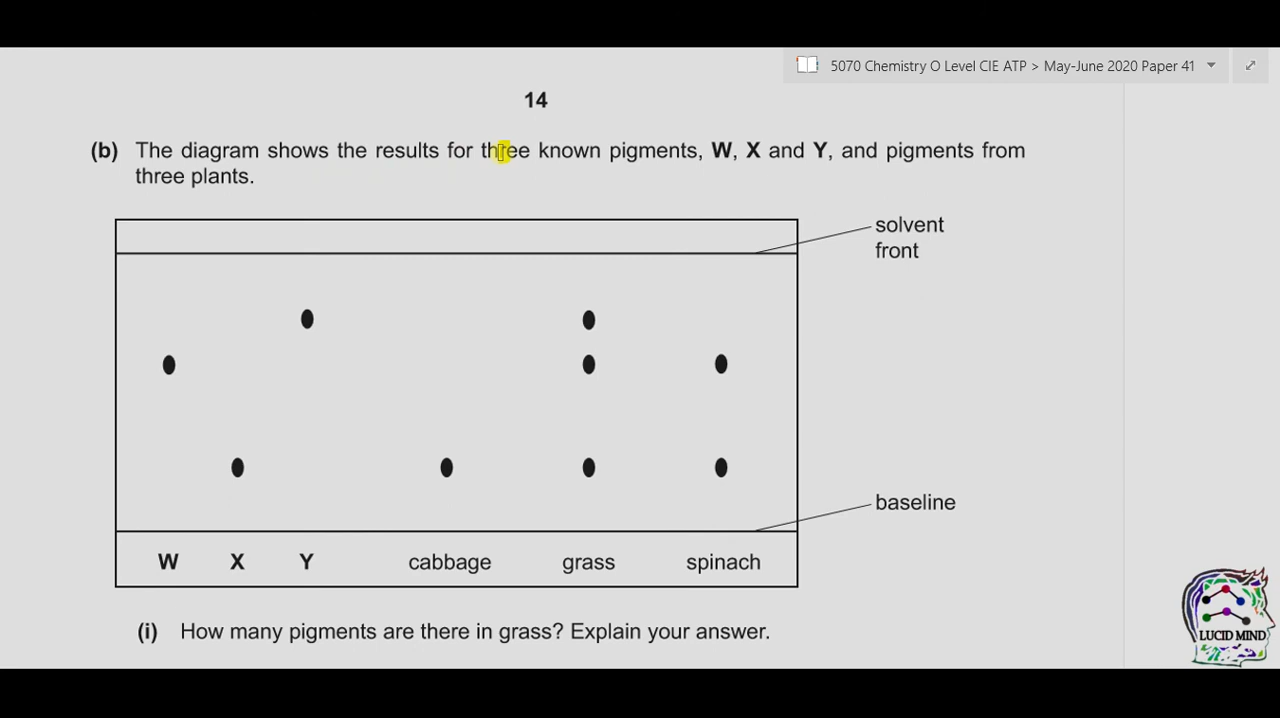 5070 Chemistry O Level CIE ATP > May-June 2020 Paper 41
14
(b) The diagram shows the results for three known pigments, W, X and Y, and pigments from
three plants.
solvent
front
baseline
W X Y cabbage grass spinach
(i) How many pigments are there in grass? Explain your answer.
LUCID MIND